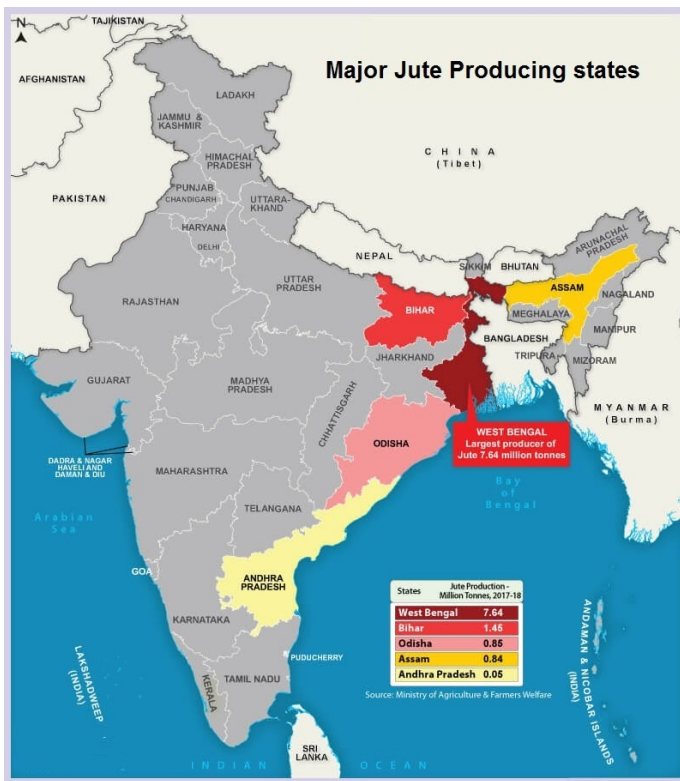 N
TAJIKISTAN
AFGHANISTAN
Major Jute Producing states
LADAKH
JAMMU &
KASHMIR
CHINA
(Tibet)
HIMACHAL
PRADESH
PAKISTAN
PUNJAB
CHANDIGARH
UTTARA-
KHAND
HARYANA
DELHI
ARUNACHAL
PRADESH
NEPAL
SIKKIM
BHUTAN
UTTAR
PRADESH
RAJASTHAN
ASSAM
NAGALAND
BIHAR
MEGHALAYA
MANIPUR
BANGLADESH
JHARKHAND
TRIPURA
MIZORAM
GUJARAT
MADHYA
PRADESH
CHHATTISGARH
MYANMAR
(Burma)
WEST BENGAL
Largest producer of
Jute 7.64 million tonnes
ODISHA
DADRA & NAGAR
HAVELI AND
DAMAN & DIU
MAHARASHTRA
Bay
of
Bengal
TELANGANA
Arabian
Sea
GOA
ANDHRA
PRADESH
KARNATAKA
States Jute Production -
Million Tonnes, 2017-18
West Bengal 7.64
Bihar 1.45
Odisha 0.85
Assam 0.84
Andhra Pradesh 0.05
Source: Ministry of Agriculture & Farmers Welfare
PUDUCHERRY
LAKSHADWEEP
(INDIA)
KERALA
TAMIL NADU
ANDAMAN & NICOBAR ISLANDS
(INDIA)
SRI
LANKA
INDIAN OCEAN